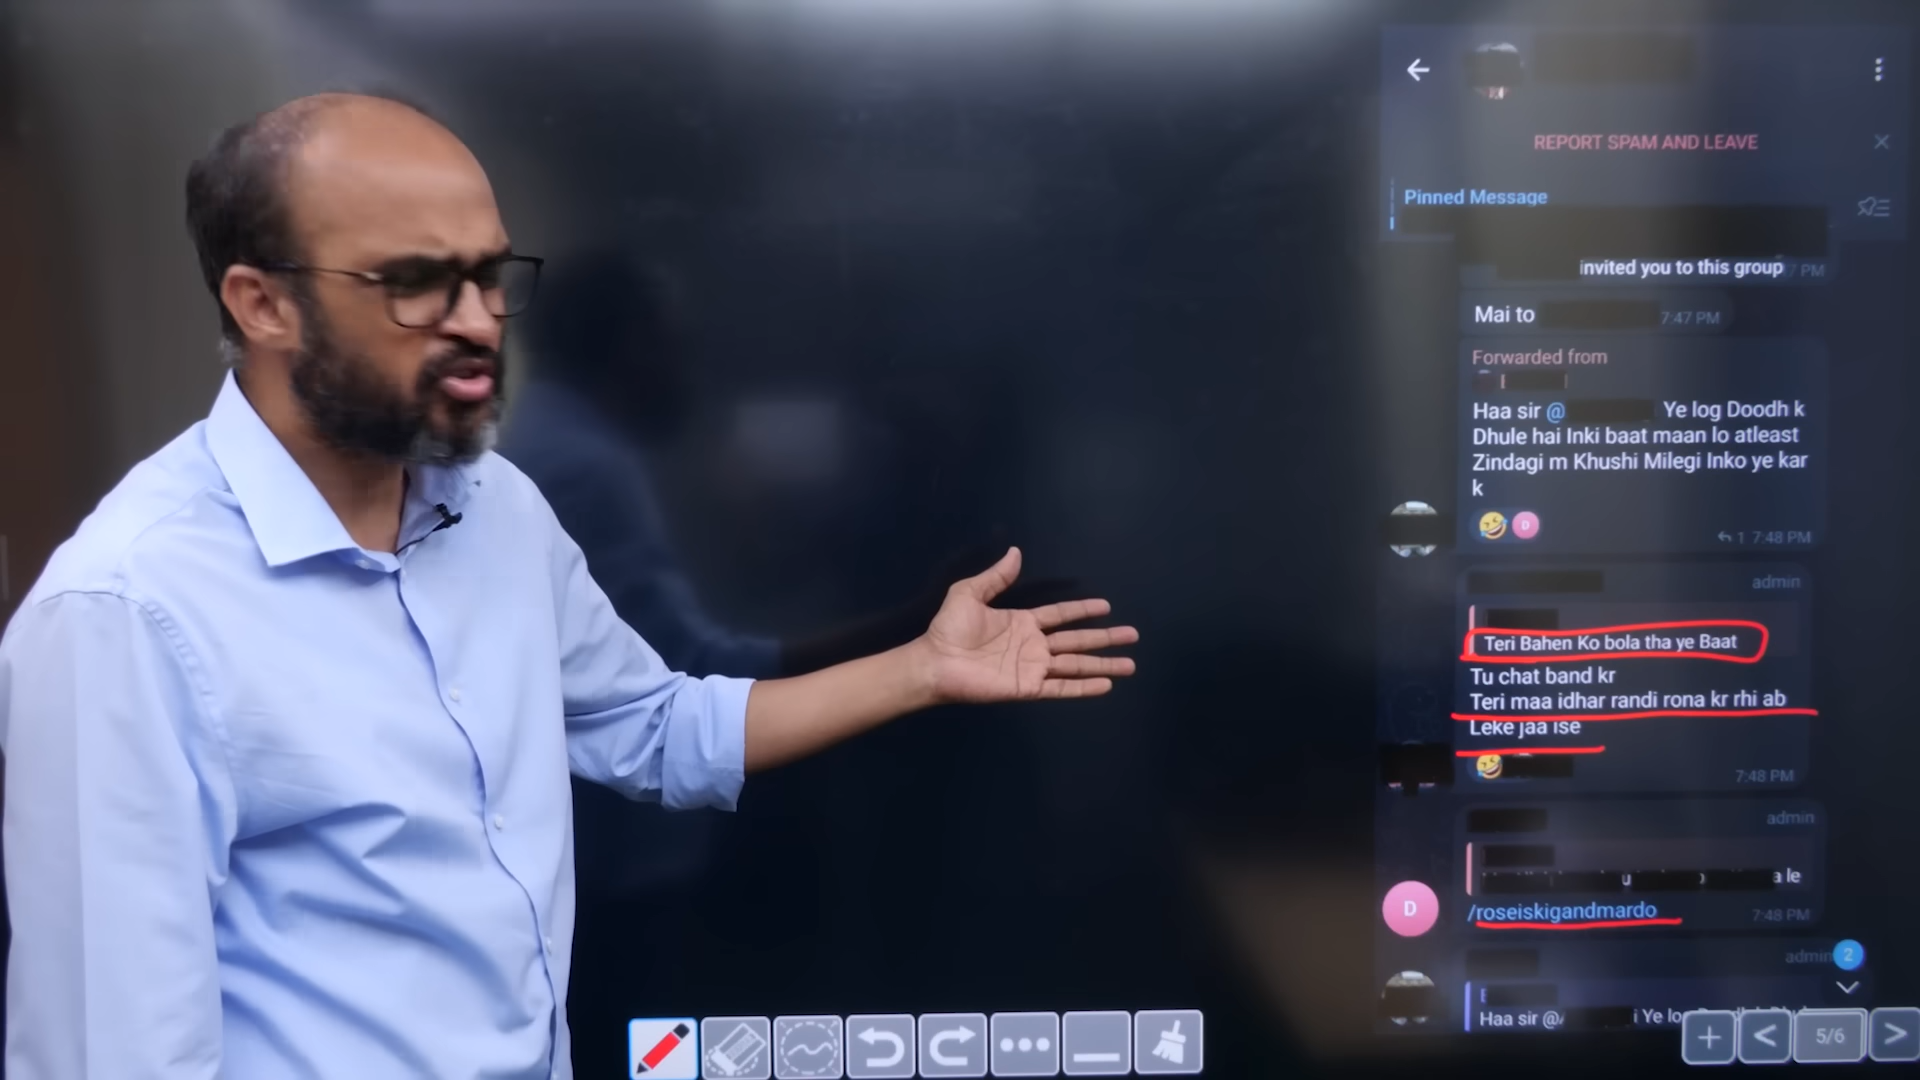 REPORT SPAM AND LEAVE
Pinned Message
invited you to this group
PM
Mai to
7:47 PM
Forwarded from
Haa sir @ Ye log Doodh k
Dhule hai Inki baat maan lo atleast
Zindagi m Khushi Milegi Inko ye kar
k
D
1 7:48 PM
admin
Teri Bahen Ko bola tha ye Baat
Tu chat band kr
Teri maa idhar randi rona kr rhi ab
Leke jaa ise
7:48 PM
admin
a le
D
/roseiskigandmardo
7:48 PM
admin
2
Haa sir @ i Ye log
5/6